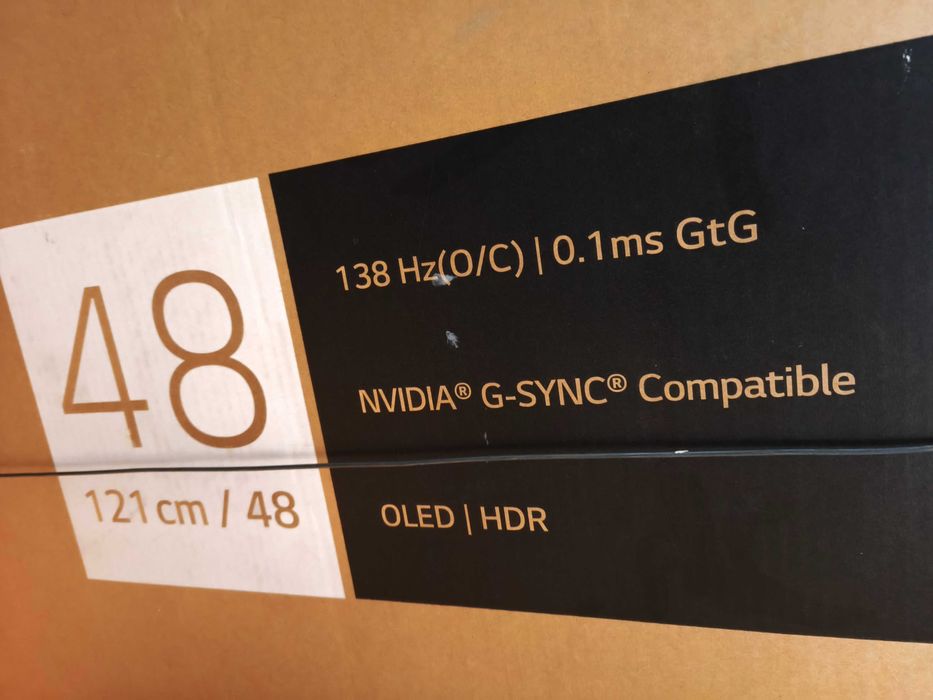 48
121 cm / 48
138 Hz(O/C) | 0.1ms GtG
NVIDIA® G-SYNC® Compatible
OLED | HDR